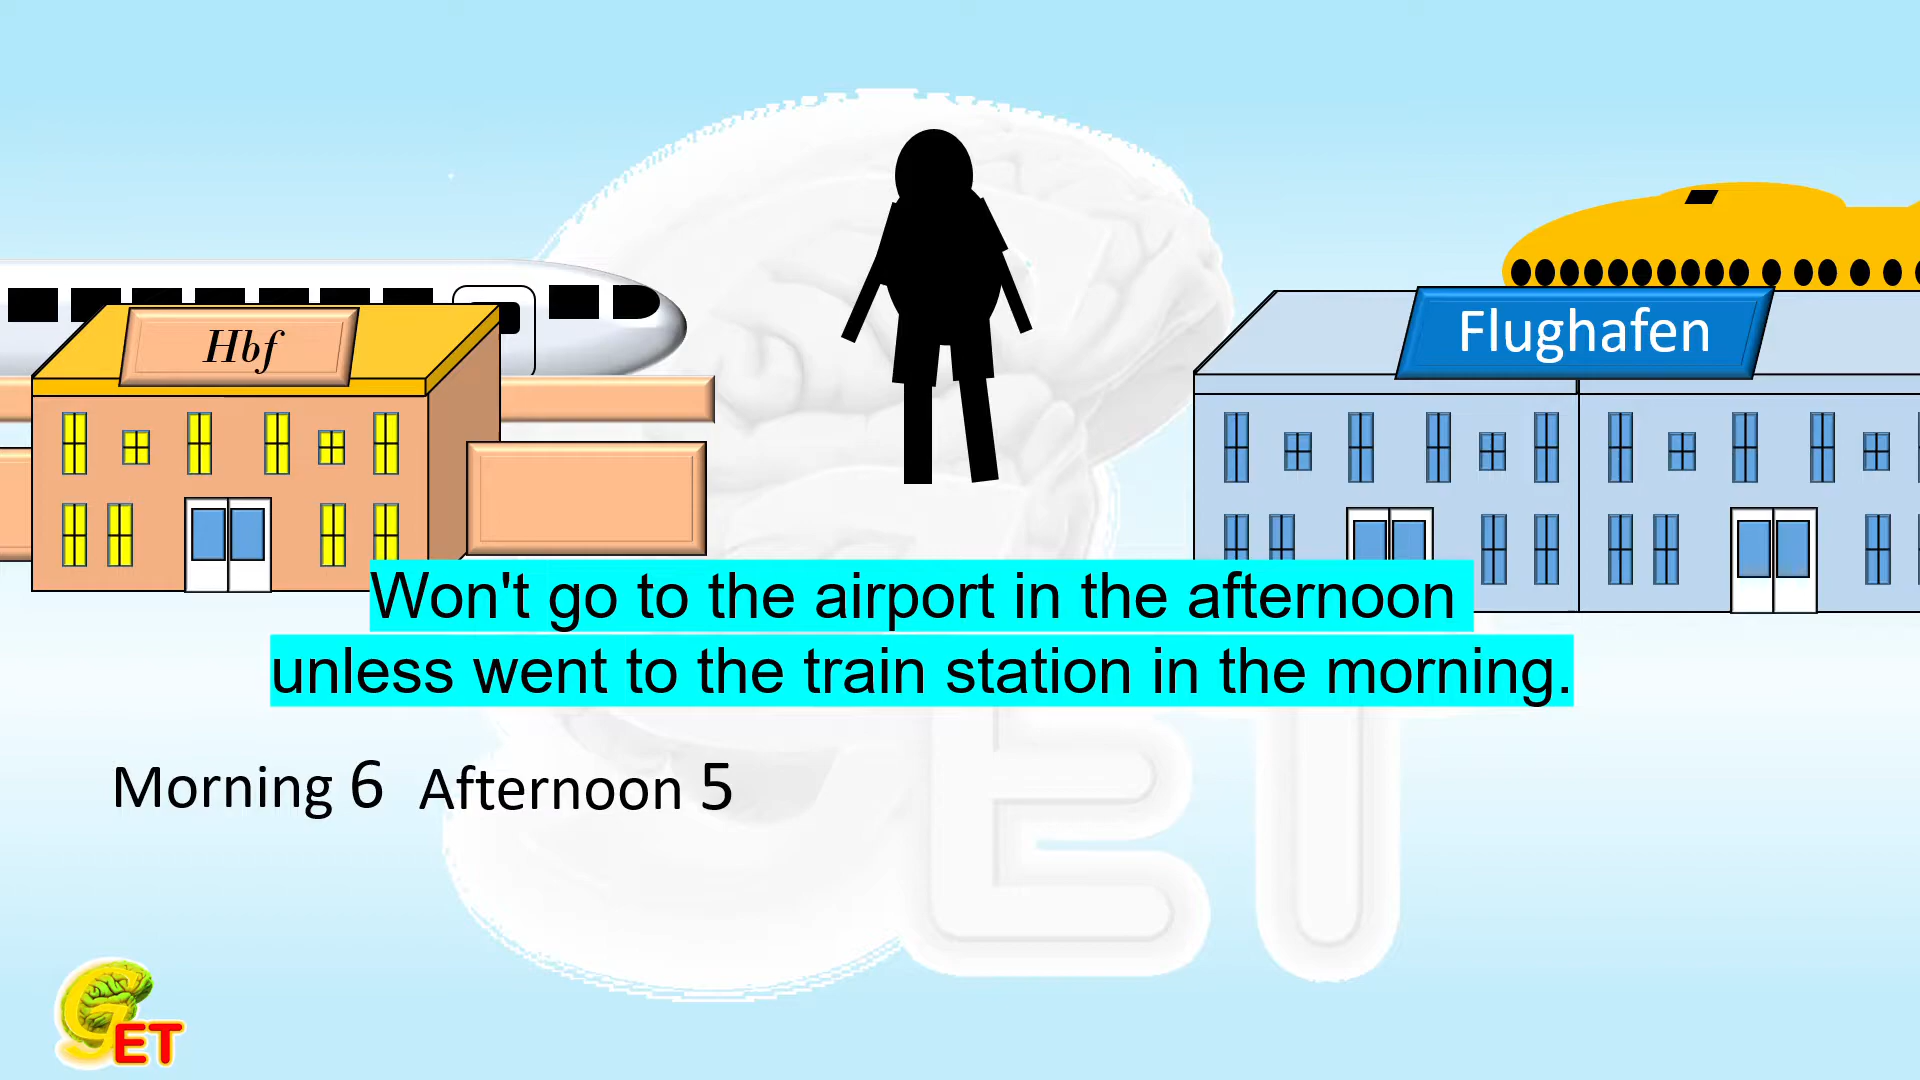 Hbf
Flughafen
Won't go to the airport in the afternoon
unless went to the train station in the morning.
Morning 6 Afternoon 5
GET
ET